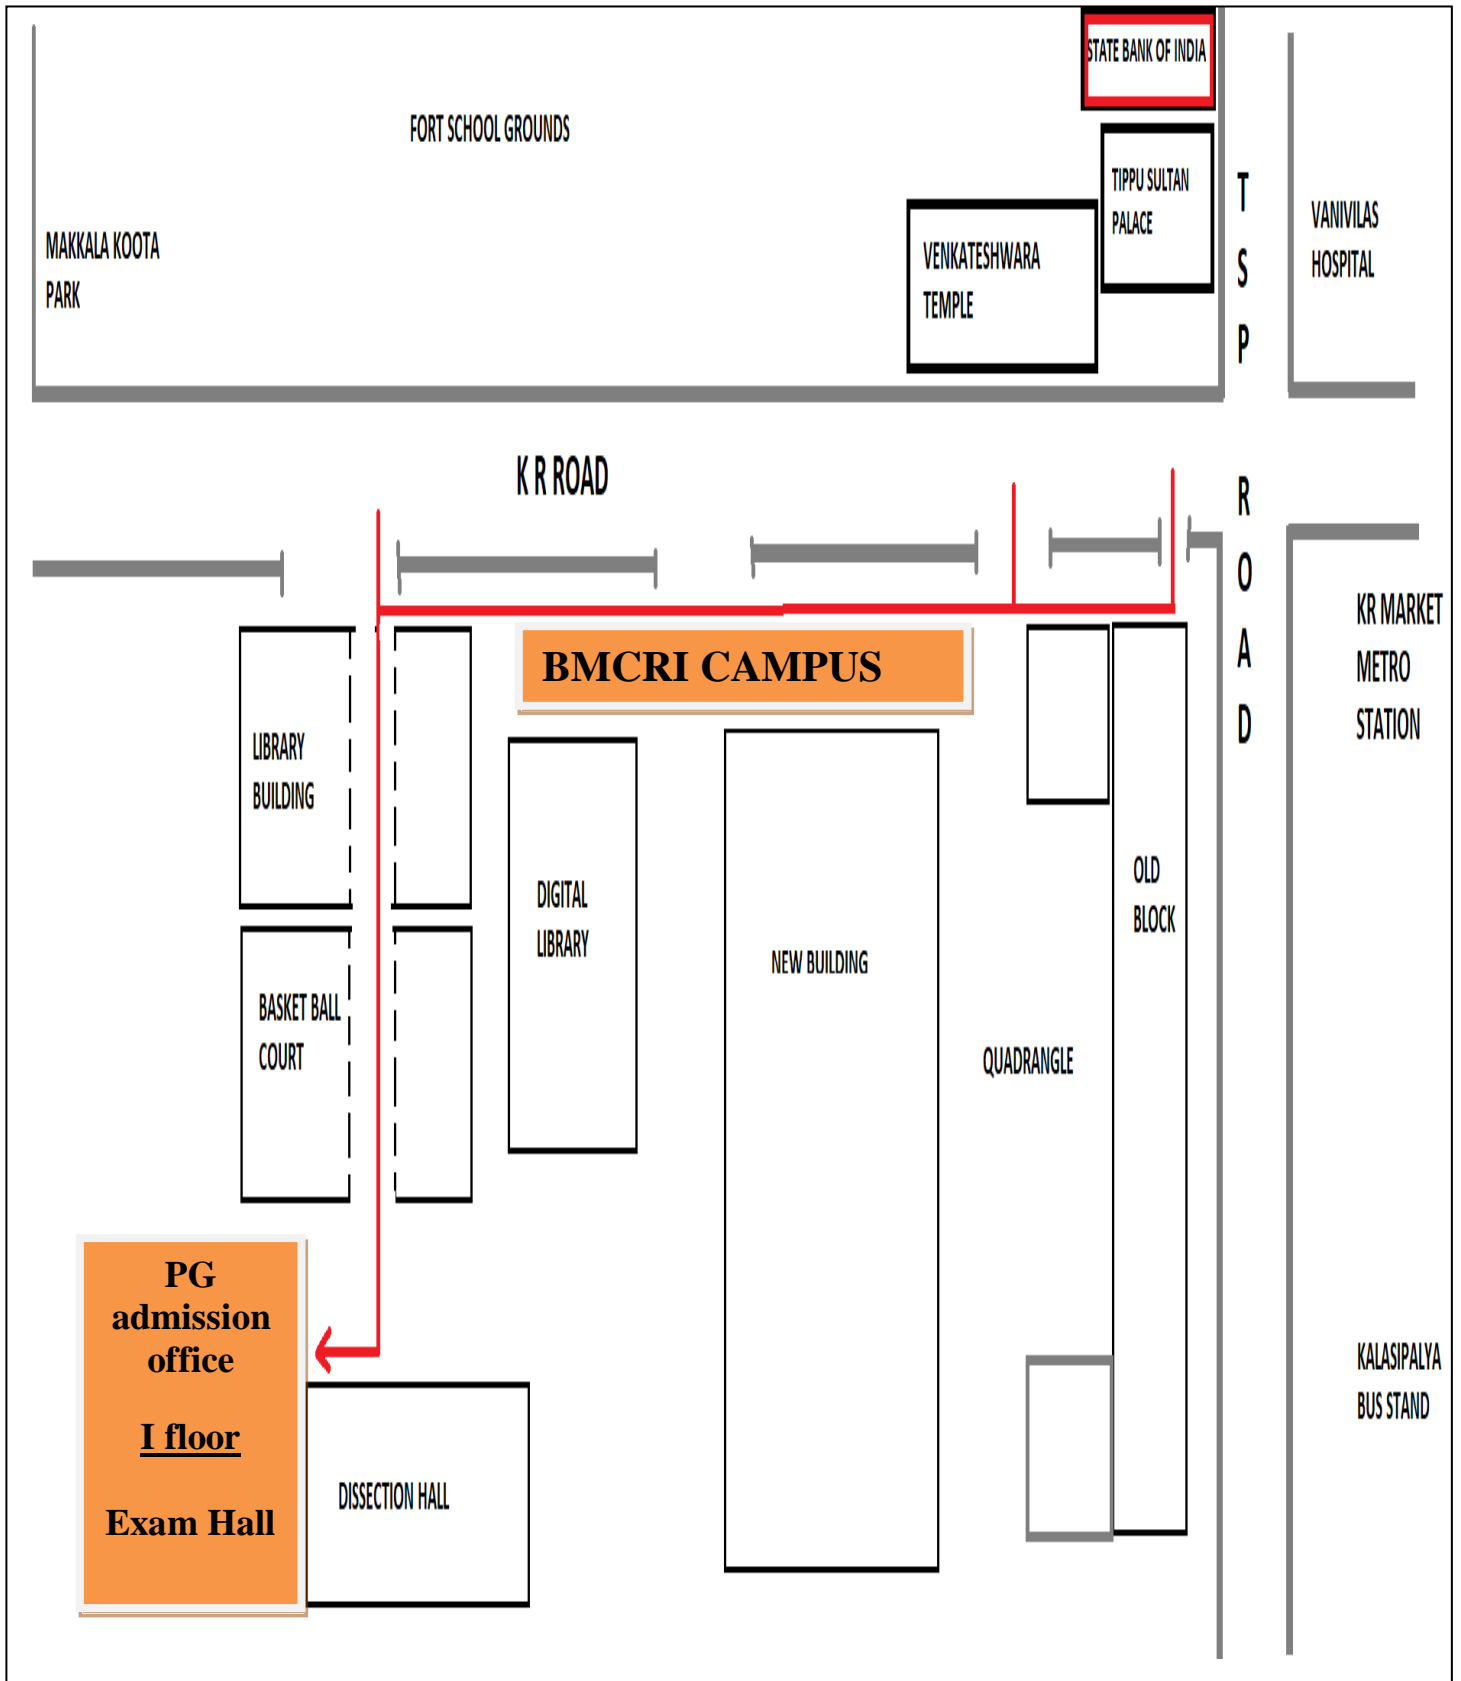 STATE BANK OF INDIA
FORT SCHOOL GROUNDS
TIPPU SULTAN
PALACE
MAKKALA KOOTA
PARK
VENKATESHWARA
TEMPLE
VANIVILAS
HOSPITAL
T
S
P
R
O
A
D
K R ROAD
KR MARKET
METRO
STATION
BMCRI CAMPUS
LIBRARY
BUILDING
DIGITAL
LIBRARY
OLD
BLOCK
NEW BUILDING
BASKET BALL
COURT
QUADRANGLE
PG
admission
office
I floor
Exam Hall
DISSECTION HALL
KALASIPALYA
BUS STAND